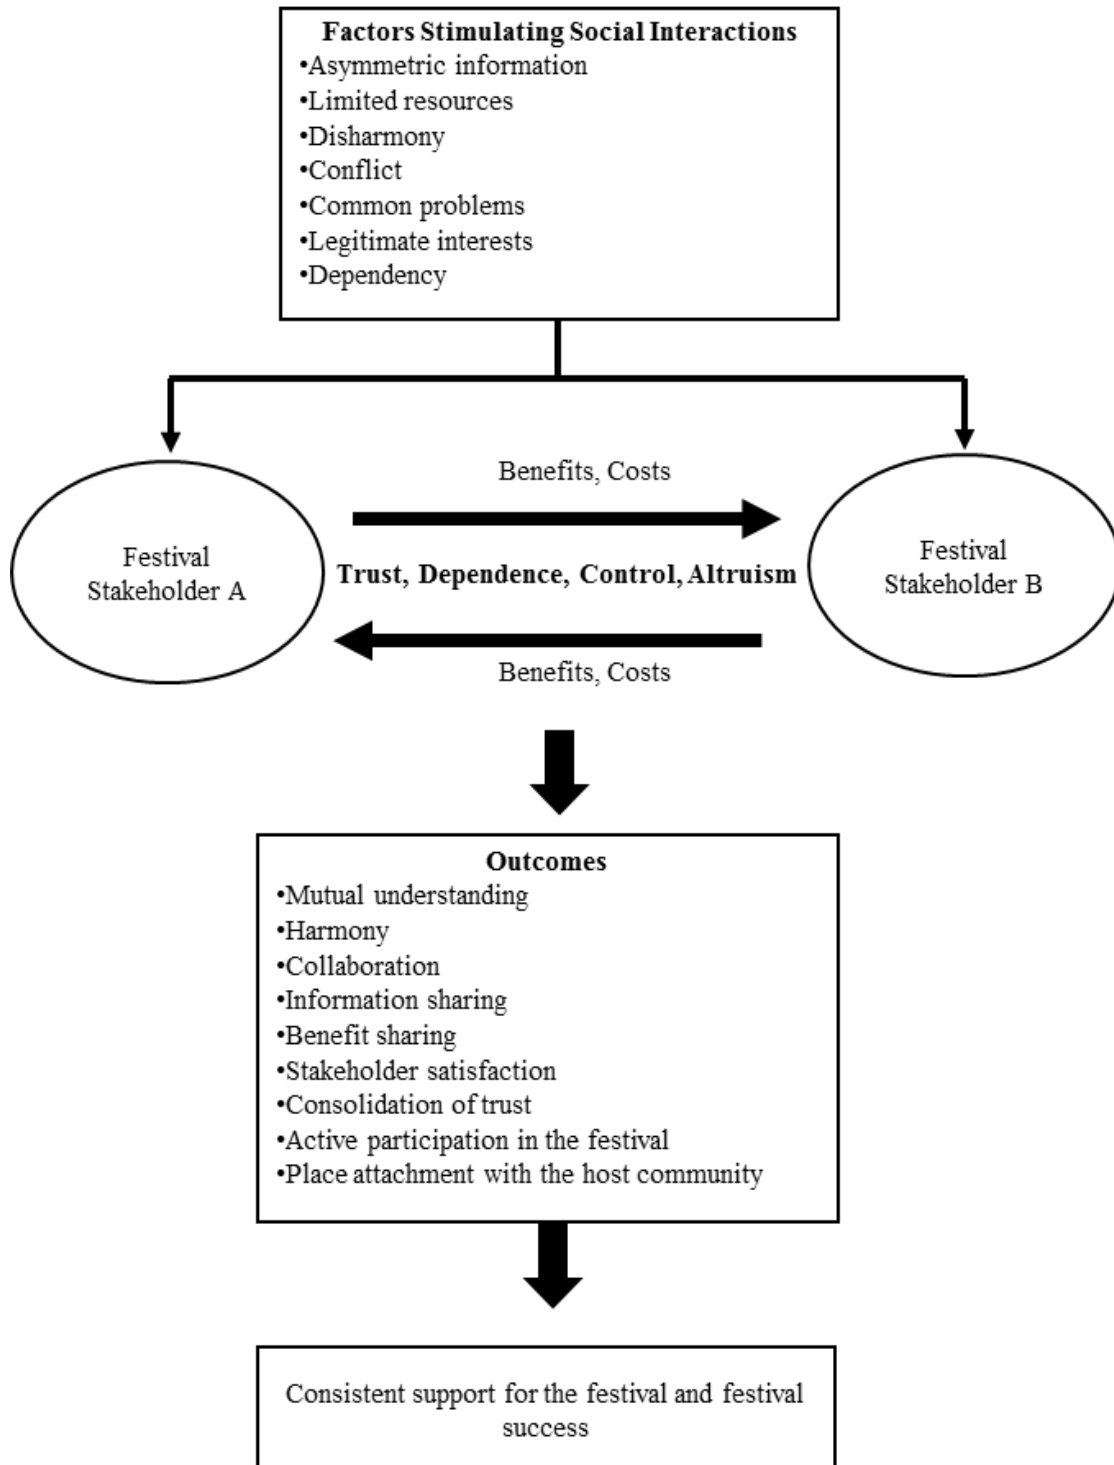 Factors Stimulating Social Interactions
•Asymmetric information
•Limited resources
•Disharmony
•Conflict
•Common problems
•Legitimate interests
•Dependency
Benefits, Costs
Festival
Stakeholder A
Trust, Dependence, Control, Altruism
Festival
Stakeholder B
Benefits, Costs
Outcomes
•Mutual understanding
•Harmony
•Collaboration
•Information sharing
•Benefit sharing
•Stakeholder satisfaction
•Consolidation of trust
•Active participation in the festival
•Place attachment with the host community
Consistent support for the festival and festival
success